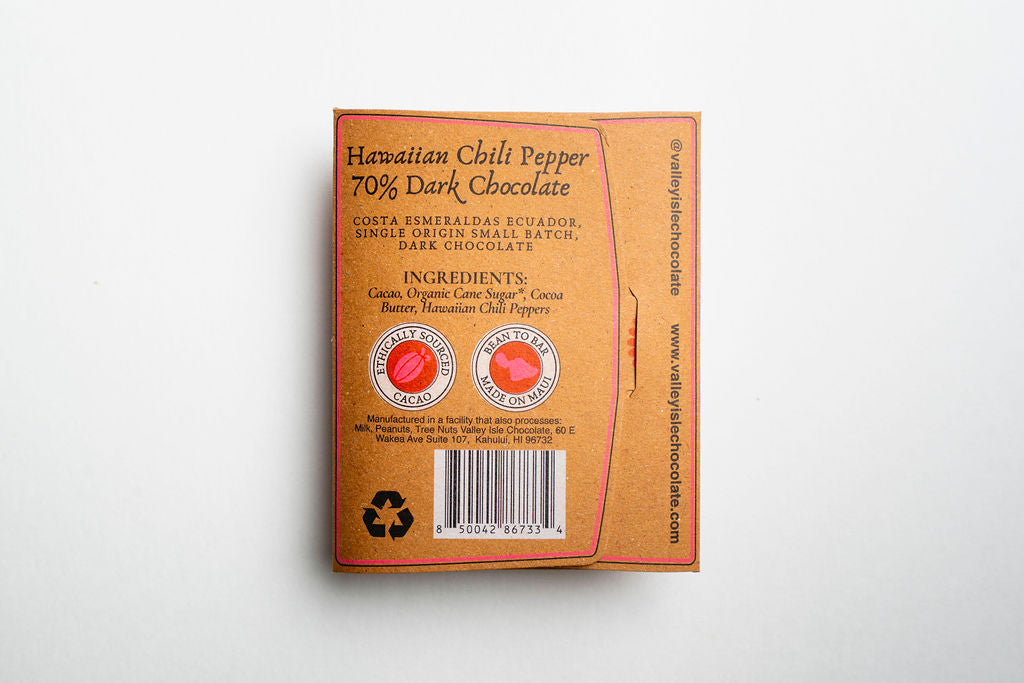 Hawaiian Chili Pepper
70% Dark Chocolate
COSTA ESMERALDAS ECUADOR,
SINGLE ORIGIN SMALL BATCH,
DARK CHOCOLATE
INGREDIENTS:
Cacao, Organic Cane Sugar*, Cocoa
Butter, Hawaiian Chili Peppers
ETHICALLY SOURCED
CACAO
BEAN TO BAR
MADE ON MAUI
Manufactured in a facility that also processes:
Milk, Peanuts, Tree Nuts Valley Isle Chocolate, 60 E
Wakea Ave Suite 107, Kahului, HI 96732
8 50042 86733 4
@valleyislechocolate www.valleyislechocolate.com